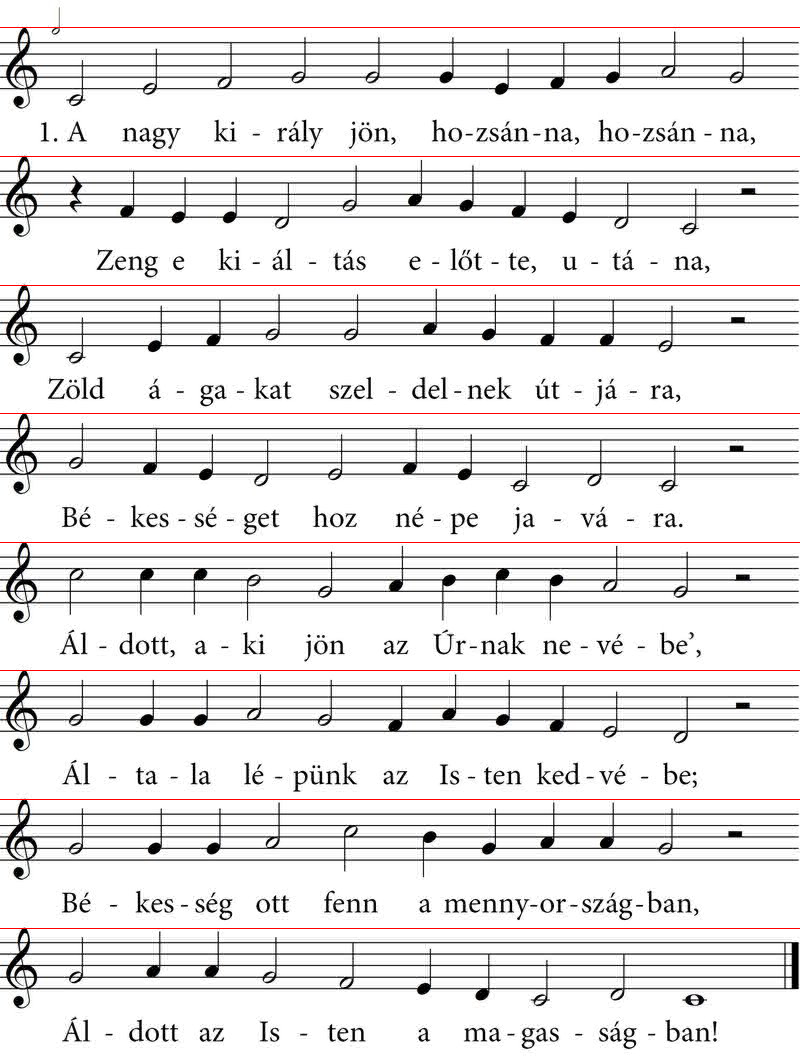 1. A nagy ki - rály jön, ho-zsán-na, ho-zsán - na,
Zeng e ki - ál - tás e - lőt - te, u - tá - na,
Zöld á - ga - kat szel - del - nek út - já - ra,
Bé - kes - sé - get hoz né - pe ja - vá - ra.
Ál - dott, a - ki jön az Úr-nak ne - vé - be’,
Ál - ta - la lé - pünk az Is - ten ked - vé - be;
Bé - kes - ség ott fenn a menny-or-szág-ban,
Ál - dott az Is - ten a ma - gas - ság - ban!